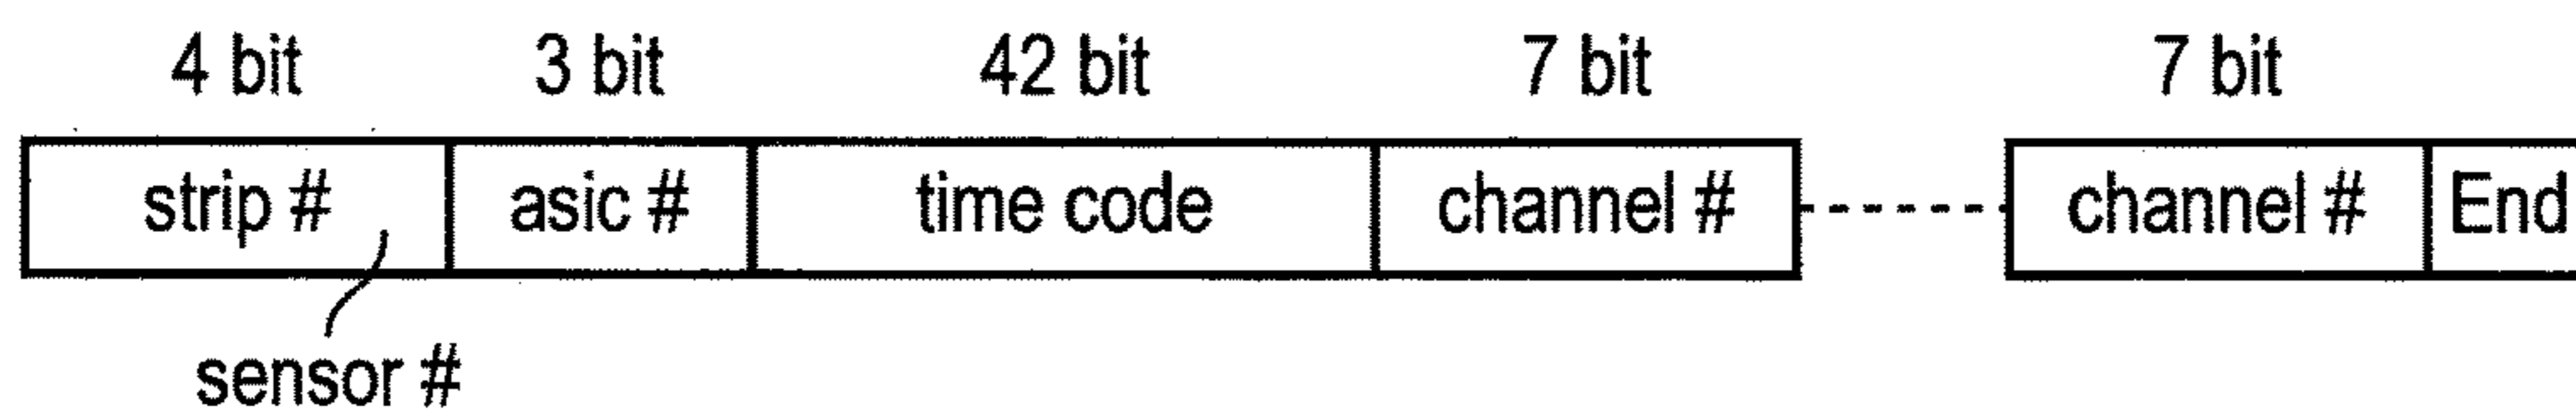 4 bit 3 bit 42 bit 7 bit 7 bit
strip # asic # time code channel # channel # End
sensor #